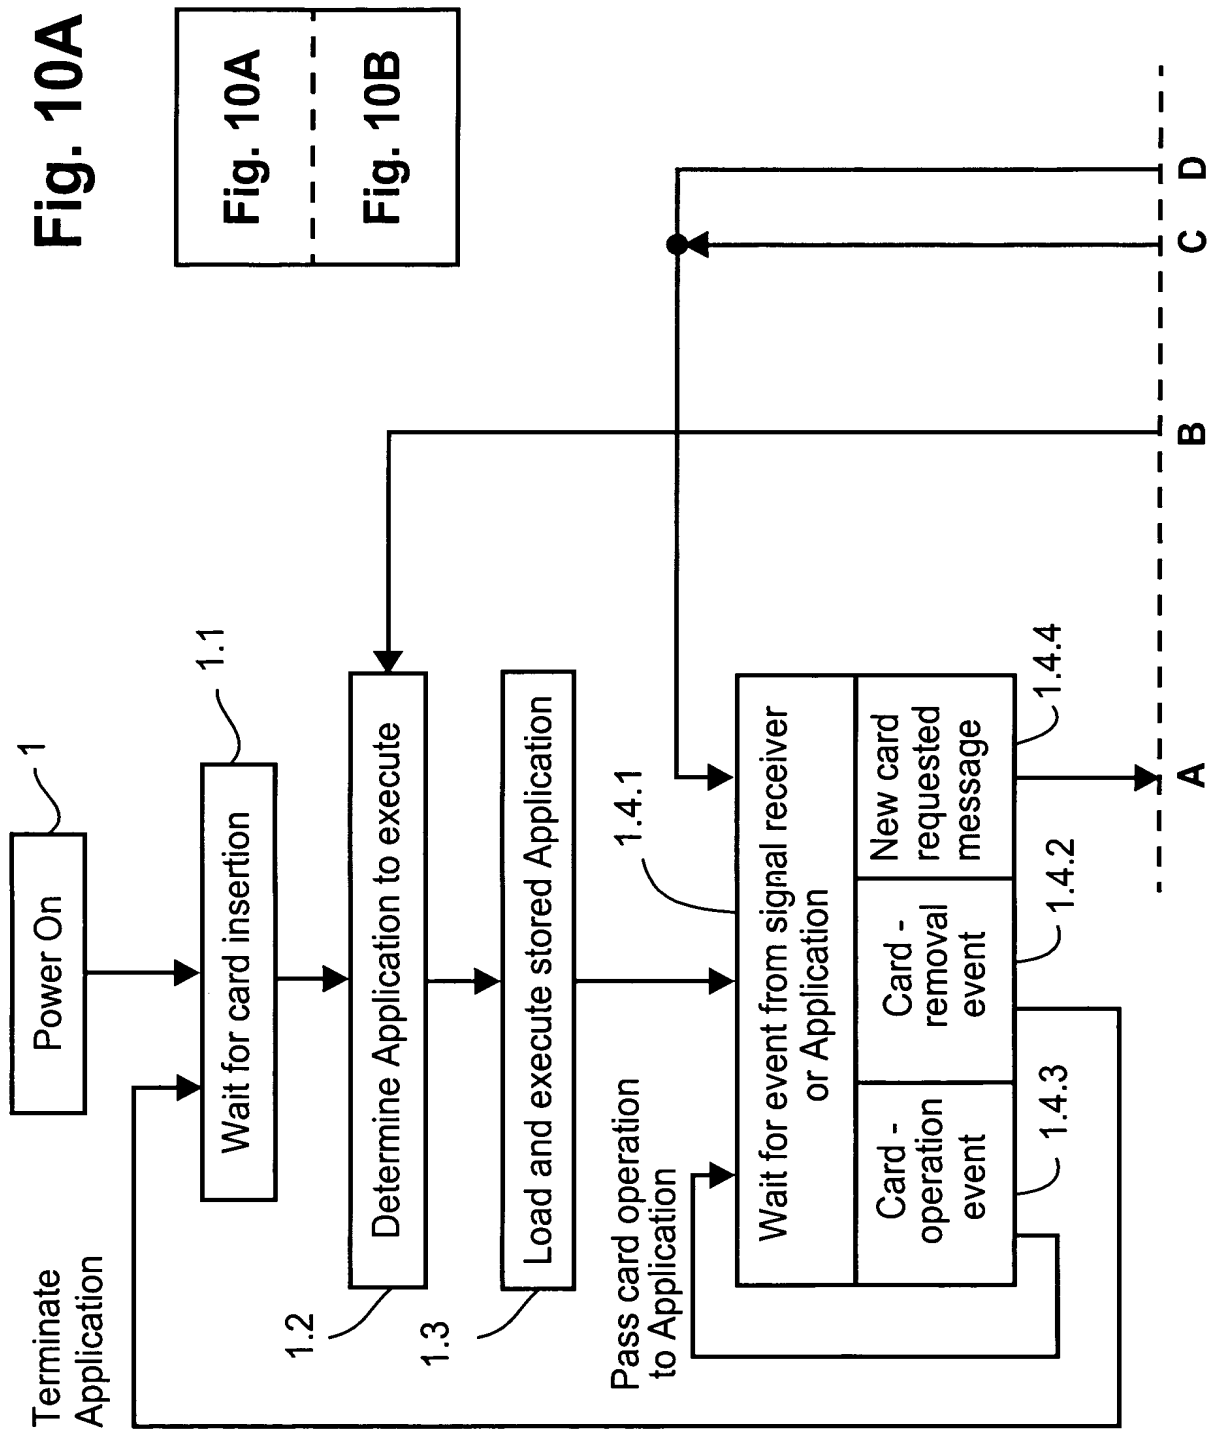 Fig. 10A
Fig. 10A
Fig. 10B
Terminate
Application
Power On
1
Wait for card insertion
1.1
Determine Application to execute
1.2
Load and execute stored Application
1.3
Pass card operation
to Application
Wait for event from signal receiver
or Application
1.4.1
Card -
operation
event
1.4.3
Card -
removal
event
1.4.2
New card
requested
message
1.4.4
A
B
C
D